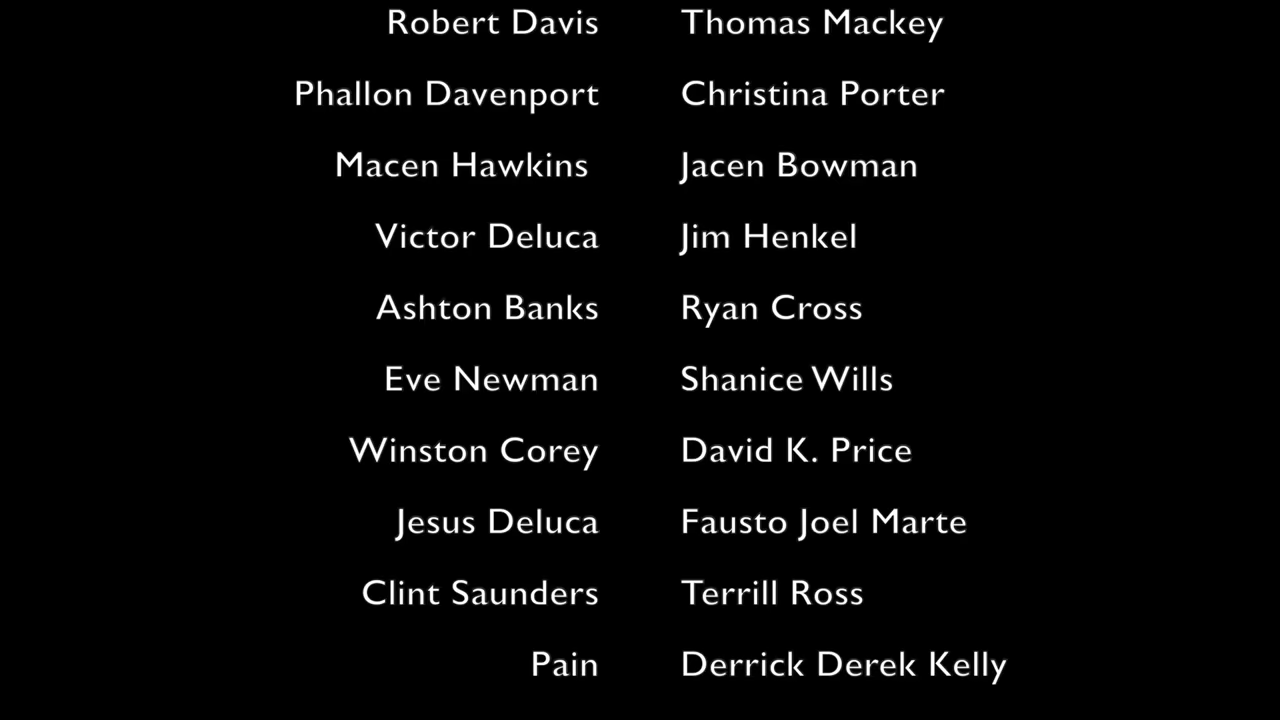 Robert Davis Thomas Mackey
Phallon Davenport Christina Porter
Macen Hawkins Jacen Bowman
Victor Deluca Jim Henkel
Ashton Banks Ryan Cross
Eve Newman Shanice Wills
Winston Corey David K. Price
Jesus Deluca Fausto Joel Marte
Clint Saunders Terrill Ross
Pain Derrick Derek Kelly